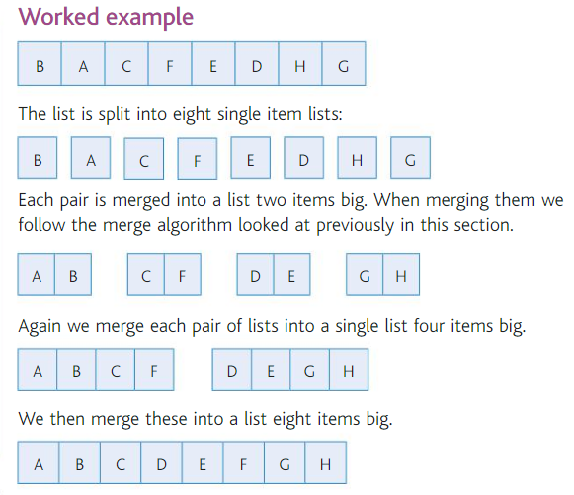 Worked example
B A C F E D H G
The list is split into eight single item lists:
B A C F E D H G
Each pair is merged into a list two items big. When merging them we
follow the merge algorithm looked at previously in this section.
A B C F D E G H
Again we merge each pair of lists into a single list four items big.
A B C F D E G H
We then merge these into a list eight items big.
A B C D E F G H